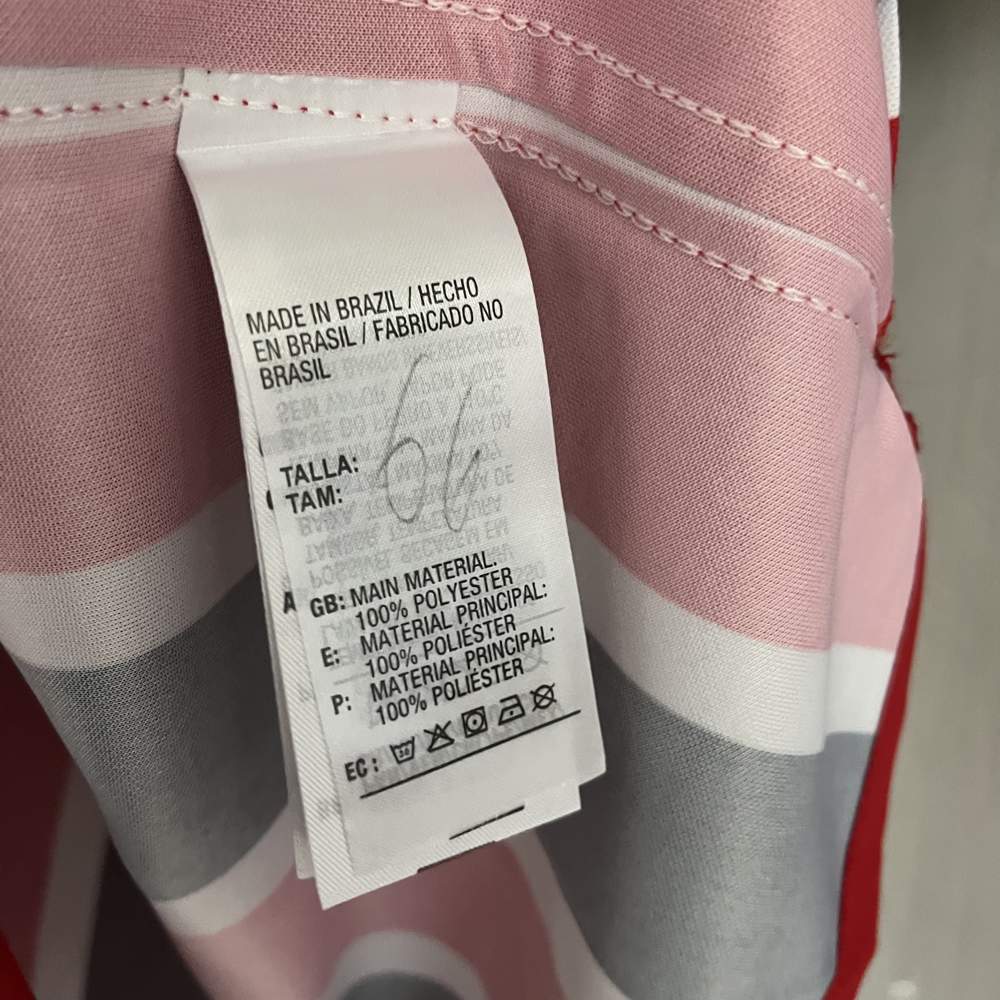 MADE IN BRAZIL / HECHO
EN BRASIL / FABRICADO NO
BRASIL
TALLA:
TAM:
GB: MAIN MATERIAL.
100% POLYESTER
E: MATERIAL PRINCIPAL:
100% POLIÉSTER
P: MATERIAL PRINCIPAL:
100% POLIÉSTER
EC: